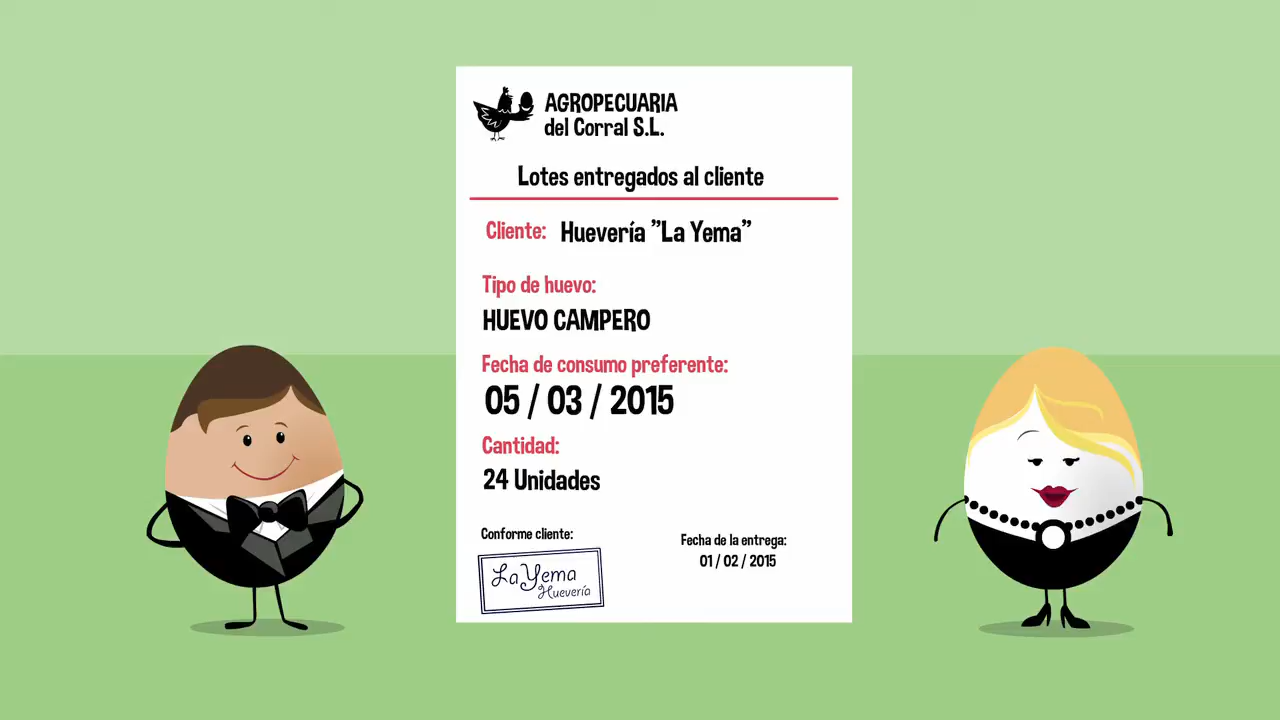 AGROPECUARIA
del Corral S.L.
Lotes entregados al cliente
Cliente: Huevería "La Yema"
Tipo de huevo:
HUEVO CAMPERO
Fecha de consumo preferente:
05 / 03 / 2015
Cantidad:
24 Unidades
Conforme cliente:
La Yema
Huevería
Fecha de la entrega:
01 / 02 / 2015